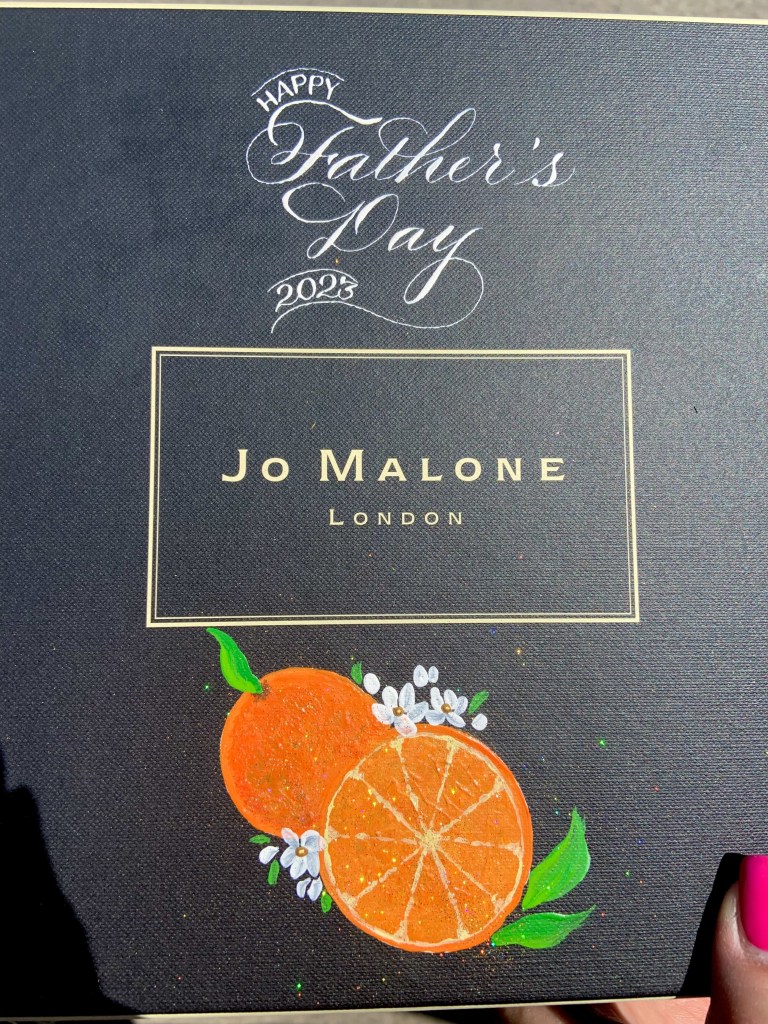 HAPPY
Father's
Day
2023
JO MALONE
LONDON